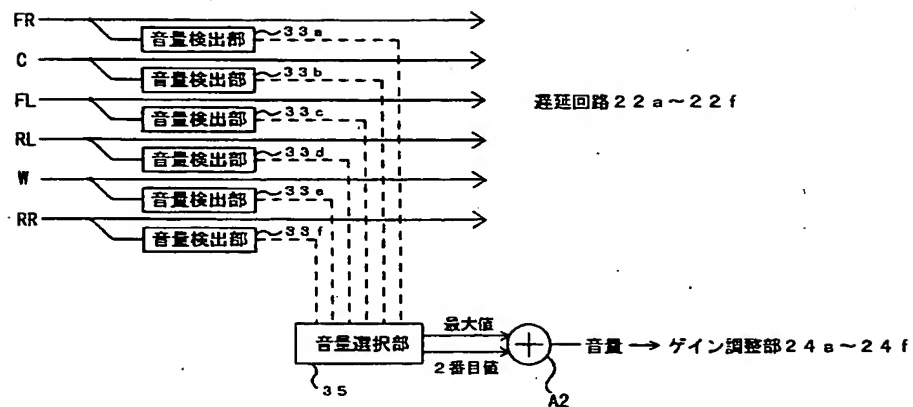 FR
音量検出部 33a
C
音量検出部 33b
FL
音量検出部 33c
遅延回路22a～22f
RL
音量検出部 33d
W
音量検出部 33e
RR
音量検出部 33f
音量選択部
35
最大値
2番目値
音量 → ゲイン調整部24a～24f
A2